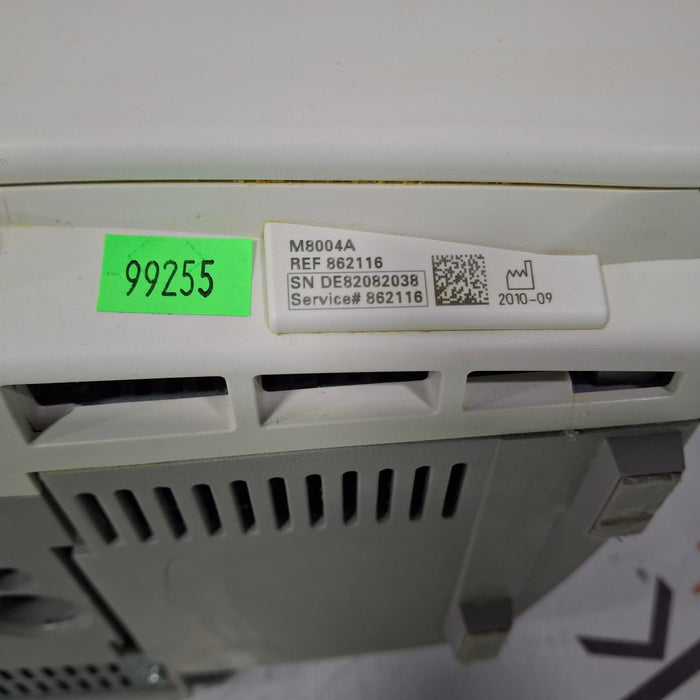 99255
M8004A
REF 862116
SN DE82082038
Service# 862116
2010-09